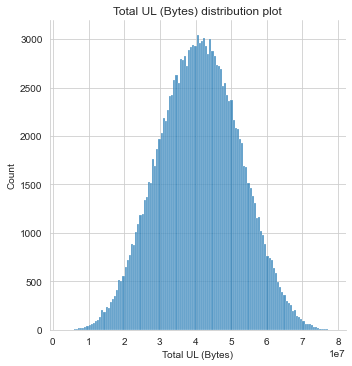 Total UL (Bytes) distribution plot
3000
2500
2000
1500
1000
500
0
Count
0 1 2 3 4 5 6 7 8
1e7
Total UL (Bytes)